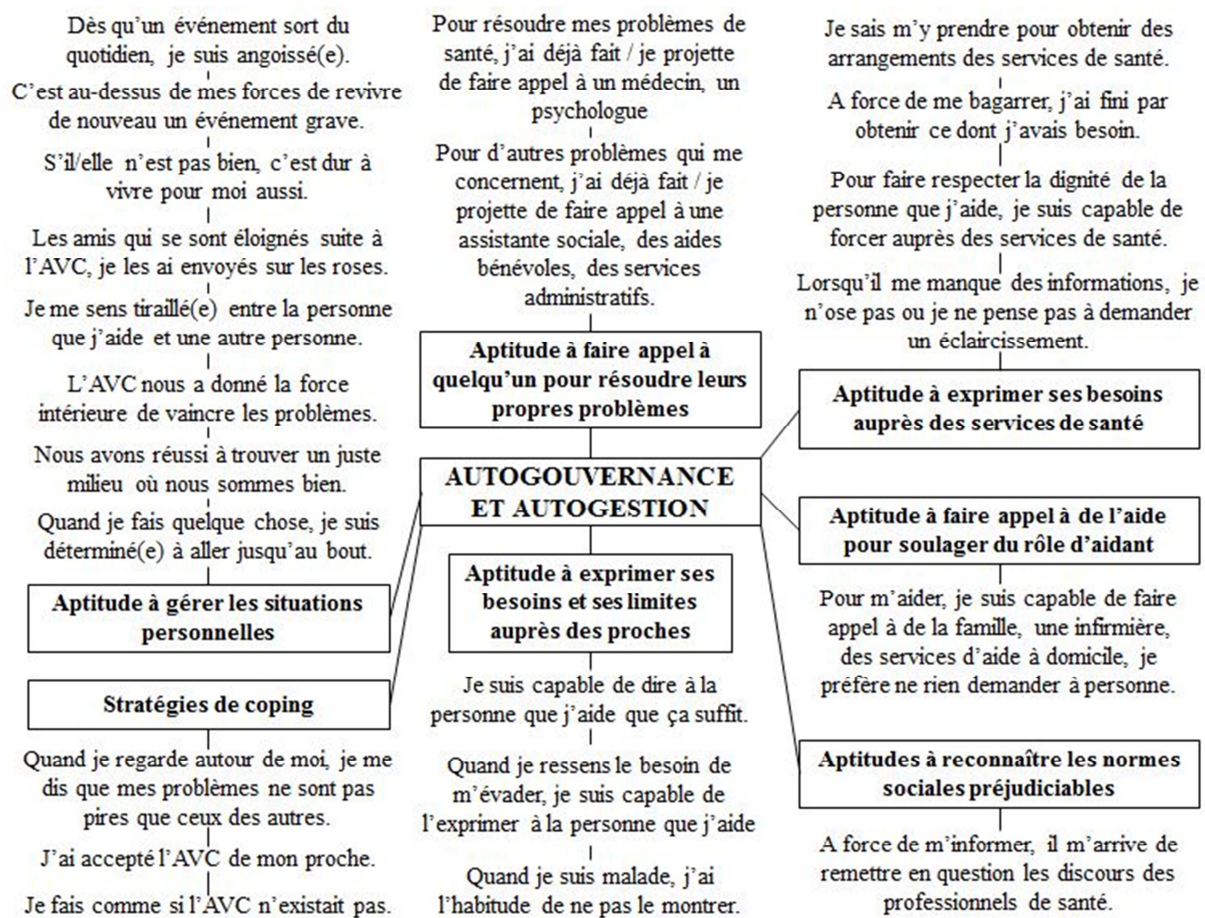 Dès qu'un événement sort du
quotidien, je suis angoissé(e).
C'est au-dessus de mes forces de revivre
de nouveau un événement grave.
S'il/elle n'est pas bien, c'est dur à
vivre pour moi aussi.
Les amis qui se sont éloignés suite à
l'AVC, je les ai envoyés sur les roses.
Je me sens tiraillé(e) entre la personne
que j'aide et une autre personne.
L'AVC nous a donné la force
intérieure de vaincre les problèmes.
Nous avons réussi à trouver un juste
milieu où nous sommes bien.
Quand je fais quelque chose, je suis
déterminé(e) à aller jusqu'au bout.
Aptitude à gérer les situations
personnelles
Stratégies de coping
Quand je regarde autour de moi, je me
dis que mes problèmes ne sont pas
pires que ceux des autres.
J'ai accepté l'AVC de mon proche.
Je fais comme si l'AVC n'existait pas.
Pour résoudre mes problèmes de
santé, j'ai déjà fait / je projette
de faire appel à un médecin, un
psychologue
Pour d'autres problèmes qui me
concernent, j'ai déjà fait / je
projette de faire appel à une
assistante sociale, des aides
bénévoles, des services
administratifs.
Aptitude à faire appel à
quelqu'un pour résoudre leurs
propres problèmes
AUTOGOUVERNANCE
ET AUTOGESTION
Aptitude à exprimer ses
besoins et ses limites
auprès des proches
Je suis capable de dire à la
personne que j'aide que ça suffit.
Quand je ressens le besoin de
m'évader, je suis capable de
l'exprimer à la personne que j'aide
Quand je suis malade, j'ai
l'habitude de ne pas le montrer.
Je sais m'y prendre pour obtenir des
arrangements des services de santé.
A force de me bagarrer, j'ai fini par
obtenir ce dont j'avais besoin.
Pour faire respecter la dignité de la
personne que j'aide, je suis capable de
forcer auprès des services de santé.
Lorsqu'il me manque des informations, je
n'ose pas ou je ne pense pas à demander
un éclaircissement.
Aptitude à exprimer ses besoins
auprès des services de santé
Aptitude à faire appel à de l'aide
pour soulager du rôle d'aidant
Pour m'aider, je suis capable de faire
appel à de la famille, une infirmière,
des services d'aide à domicile, je
préfère ne rien demander à personne.
Aptitudes à reconnaître les normes
sociales préjudiciables
A force de m'informer, il m'arrive de
remettre en question les discours des
professionnels de santé.